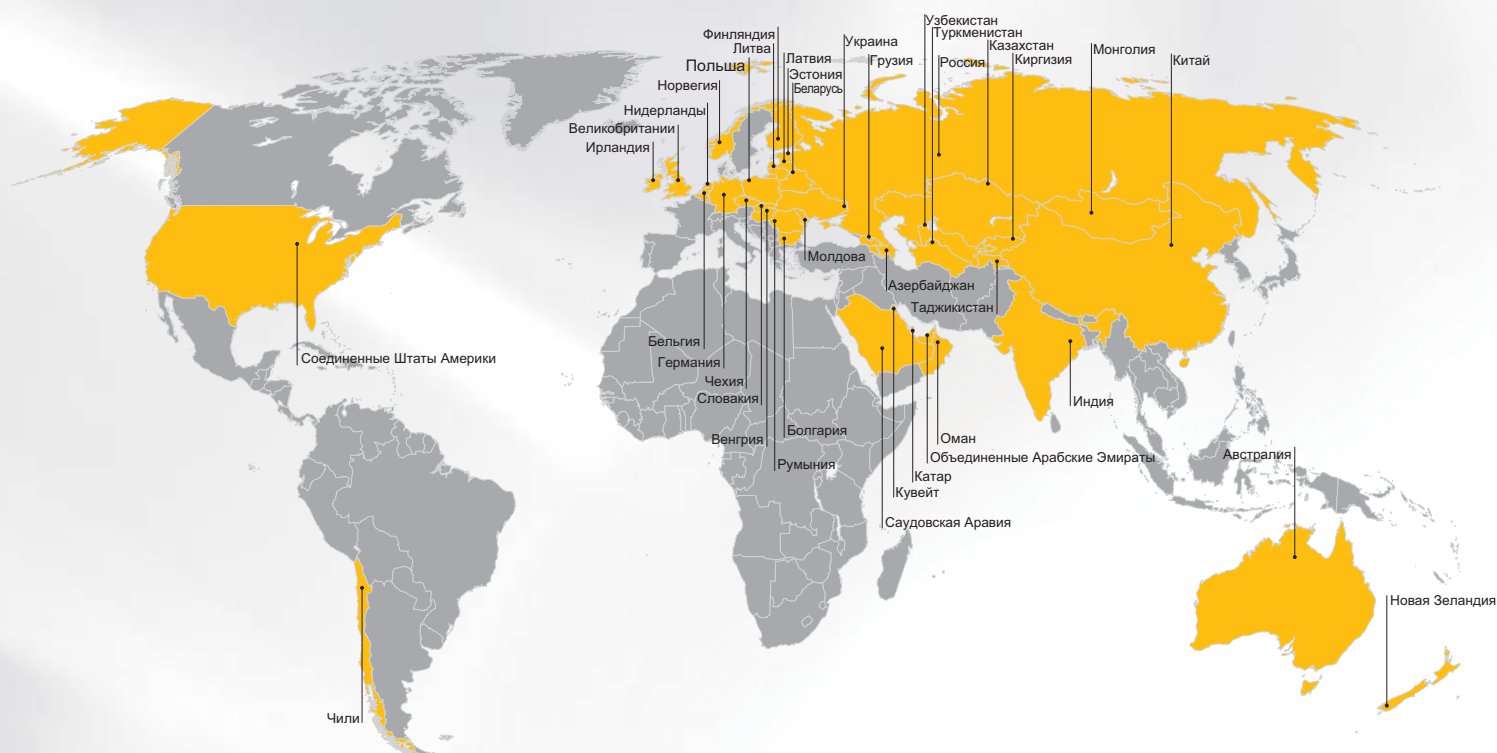 Узбекистан
Финляндия
Туркменистан
Украина
Литва
Казахстан
Монголия
Латвия
Грузия
Россия
Киргизия
Китай
Польша
Эстония
Норвегия
Беларусь
Нидерланды
Великобритании
Ирландия
Молдова
Азербайджан
Таджикистан
Бельгия
Соединенные Штаты Америки
Германия
Чехия
Словакия
Индия
Болгария
Венгрия
Оман
Австралия
Объединенные Арабские Эмираты
Румыния
Катар
Кувейт
Саудовская Аравия
Новая Зеландия
Чили